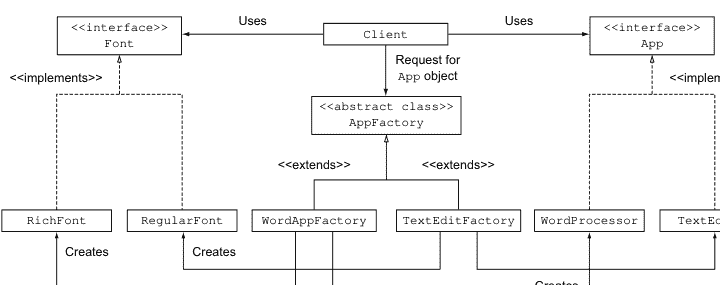 <<interface>>
Font
Uses
Client
Uses
<<interface>>
App
<<implements>>
Request for
App object
<<abstract class>>
AppFactory
<<extends>>
<<extends>>
RichFont
RegularFont
WordAppFactory
TextEditFactory
WordProcessor
Creates
Creates